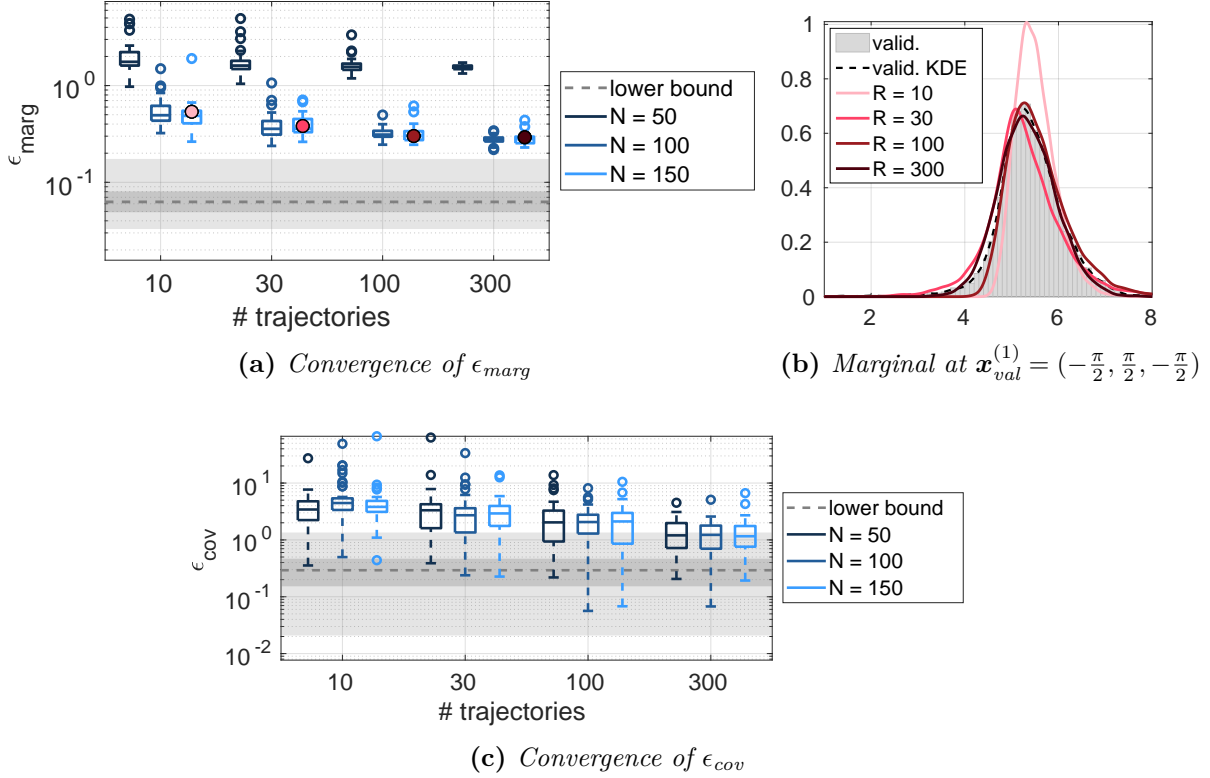 10^0
10^-1
ϵ_marg
10
30
100
300
# trajectories
lower bound
N = 50
N = 100
N = 150
(a) Convergence of ϵ_marg
1
0.8
0.6
0.4
0.2
0
2
4
6
8
valid.
valid. KDE
R = 10
R = 30
R = 100
R = 300
(b) Marginal at x_val^(1) = (−π/2, π/2, −π/2)
10^1
10^0
10^-1
10^-2
ϵ_cov
10
30
100
300
# trajectories
lower bound
N = 50
N = 100
N = 150
(c) Convergence of ϵ_cov